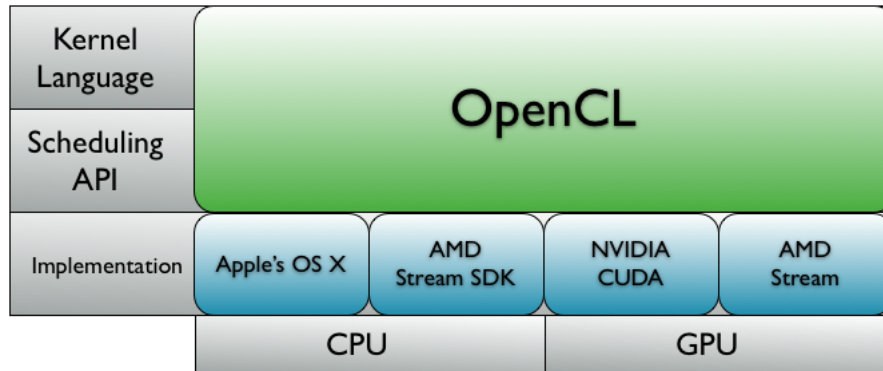 Kernel
Language
OpenCL
Scheduling
API
Implementation
Apple's OS X
AMD
Stream SDK
NVIDIA
CUDA
AMD
Stream
CPU
GPU